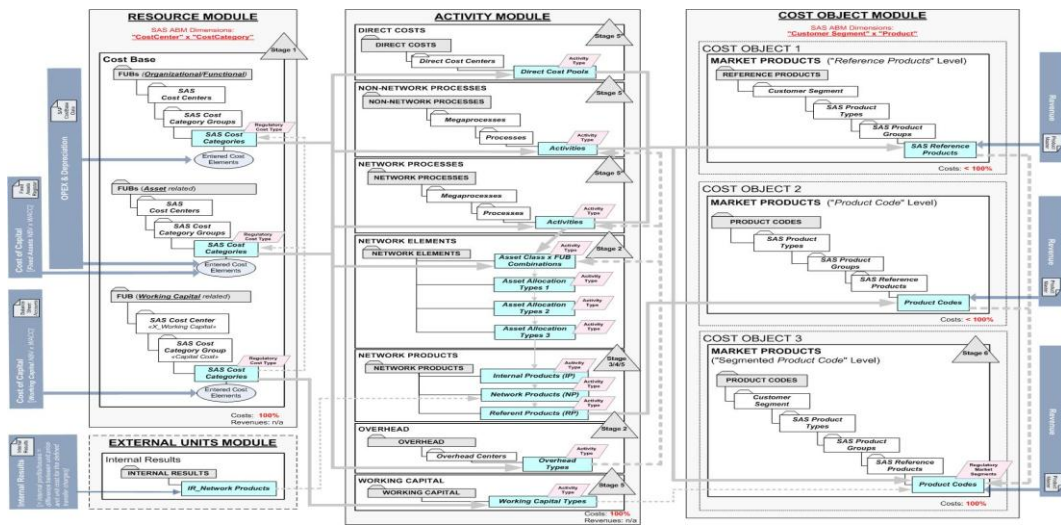 RESOURCE MODULE
SAS ABM Dimensions:
"CostCenter" x "CostCategory"
Stage 1
Cost Base
FUBs (Organizational/Functional)
SAS
Cost Centers
SAS Cost
Category Groups
Regulatory
Cost Type
SAS Cost
Categories
Entered Cost
Elements
FUBs (Asset related)
SAS
Cost Centers
SAS Cost
Category Groups
Regulatory
Cost Type
SAS Cost
Categories
Entered Cost
Elements
FUB (Working Capital related)
SAS Cost Center
«X_Working Capital»
SAS Cost
Category Group
«Capital Cost»
Regulatory
Cost Type
SAS Cost
Categories
Entered Cost
Elements
Costs: 100%
Revenues: n/a
EXTERNAL UNITS MODULE
Internal Results
INTERNAL RESULTS
IR_Network Products
OPEX & Depreciation
Cost of Capital
Cost of Capital
Internal Results
ACTIVITY MODULE
DIRECT COSTS
Stage 5
DIRECT COSTS
Direct Cost Centers
Activity
Type
Direct Cost Pools
NON-NETWORK PROCESSES
Stage 5
NON-NETWORK PROCESSES
Megaprocesses
Processes
Activity
Type
Activities
NETWORK PROCESSES
NETWORK PROCESSES
Megaprocesses
Processes
Activity
Type
Activities
NETWORK ELEMENTS
Stage 2
NETWORK ELEMENTS
Activity
Type
Asset Class x FUB
Combinations
Activity
Type
Asset Allocation
Types 1
Activity
Type
Asset Allocation
Types 2
Activity
Type
Asset Allocation
Types 3
NETWORK PRODUCTS
Stage
3/4/5
NETWORK PRODUCTS
Activity
Type
Internal Products (IP)
Activity
Type
Network Products (NP)
Activity
Type
Referent Products (RP)
OVERHEAD
Stage 2
OVERHEAD
Overhead Centers
Activity
Type
Overhead
Types
WORKING CAPITAL
Stage 5
WORKING CAPITAL
Activity
Type
Working Capital Types
Costs: 100%
Revenues: n/a
COST OBJECT MODULE
SAS ABM Dimensions:
"Customer Segment" x "Product"
COST OBJECT 1
MARKET PRODUCTS ("Reference Products" Level)
REFERENCE PRODUCTS
Customer Segment
SAS Product
Types
SAS Product
Groups
SAS Reference
Products
Costs: < 100%
COST OBJECT 2
MARKET PRODUCTS ("Product Code" Level)
PRODUCT CODES
SAS Product
Types
SAS Product
Groups
SAS Reference
Products
Product Codes
Costs: < 100%
COST OBJECT 3
MARKET PRODUCTS
("Segmented Product Code" Level)
Stage 6
PRODUCT CODES
Customer
Segment
SAS Product
Types
SAS Product
Groups
SAS Reference
Products
Regulatory
Market
Segments
Product Codes
Costs: 100%
Revenue
Revenue
Revenue